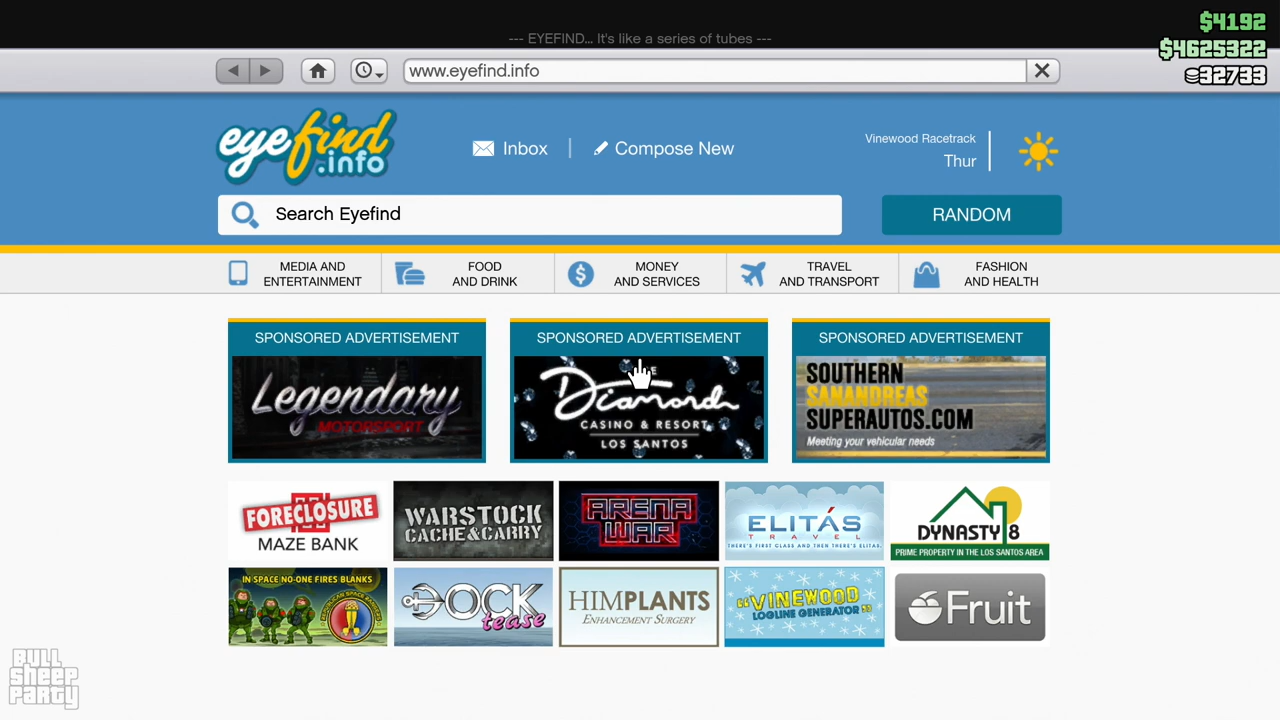 --- EYEFIND... It's like a series of tubes ---
$4192
$4625322
32733
www.eyefind.info
eyefind
.info
Inbox
Compose New
Vinewood Racetrack
Thur
Search Eyefind
RANDOM
MEDIA AND
ENTERTAINMENT
FOOD
AND DRINK
MONEY
AND SERVICES
TRAVEL
AND TRANSPORT
FASHION
AND HEALTH
SPONSORED ADVERTISEMENT
Legendary
MOTORSPORT
SPONSORED ADVERTISEMENT
Diamond
CASINO & RESORT
LOS SANTOS
SPONSORED ADVERTISEMENT
SOUTHERN
SANANDREAS
SUPERAUTOS.COM
Meeting your vehicular needs
FORECLOSURE
MAZE BANK
WARSTOCK
CACHE&CARRY
ARENA
WAR
ELITÁS
TRAVEL
THERE'S FIRST CLASS AND THEN THERE'S ELITAS.
DYNASTY 8
PRIME PROPERTY IN THE LOS SANTOS AREA
IN SPACE NO-ONE FIRES BLANKS
DOCK
tease
HIMPLANTS
ENHANCEMENT SURGERY
"VINEWOOD
LOGLINE GENERATOR"
Fruit
BULL
SHEEP
PARTY